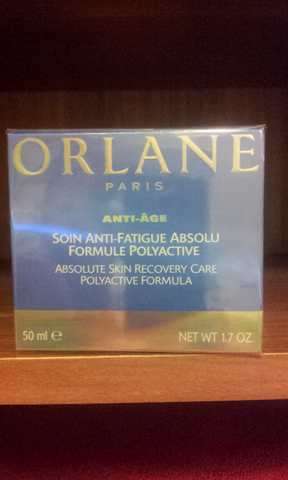 ORLANE
PARIS
ANTI-ÂGE
SOIN ANTI-FATIGUE ABSOLU
FORMULE POLYACTIVE
ABSOLUTE SKIN RECOVERY CARE
POLYACTIVE FORMULA
50 ml ℮ NET WT 1.7 OZ.